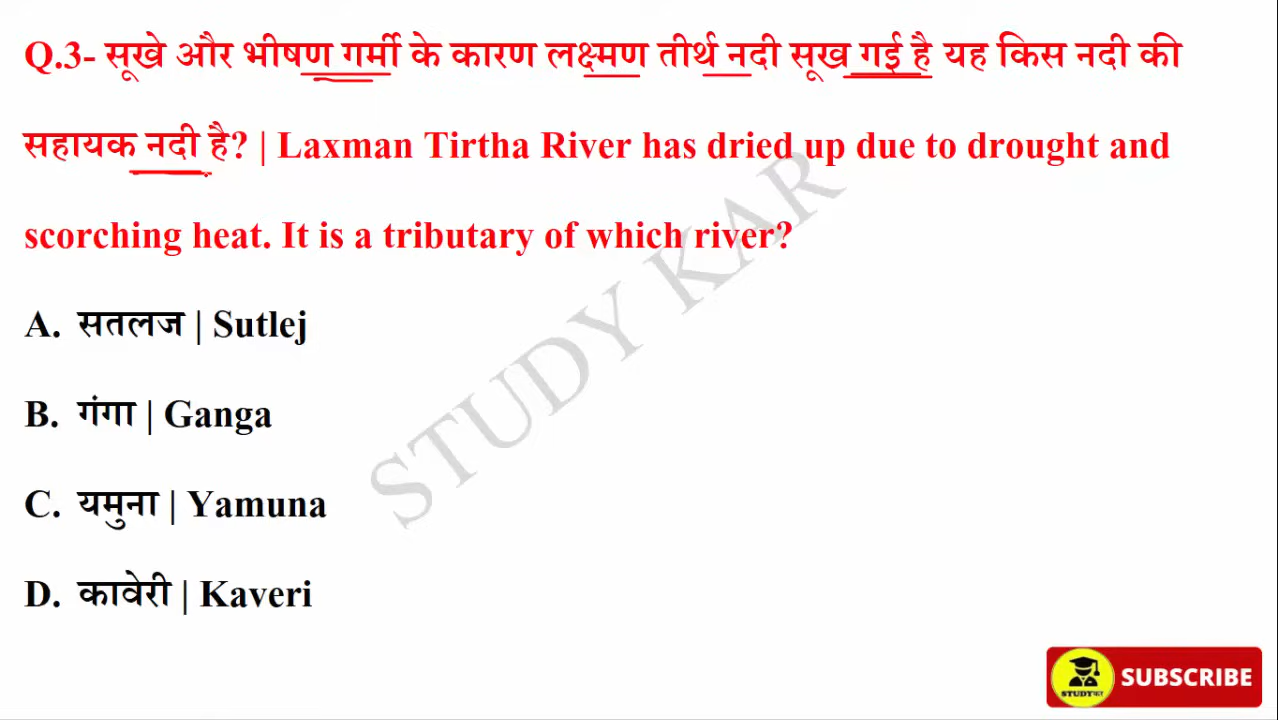 Q.3- सूखे और भीषण गर्मी के कारण लक्ष्मण तीर्थ नदी सूख गई है यह किस नदी की
सहायक नदी है? | Laxman Tirtha River has dried up due to drought and
scorching heat. It is a tributary of which river?
A. सतलज | Sutlej
B. गंगा | Ganga
C. यमुना | Yamuna
D. कावेरी | Kaveri
STUDY KAR
STUDYकर
SUBSCRIBE